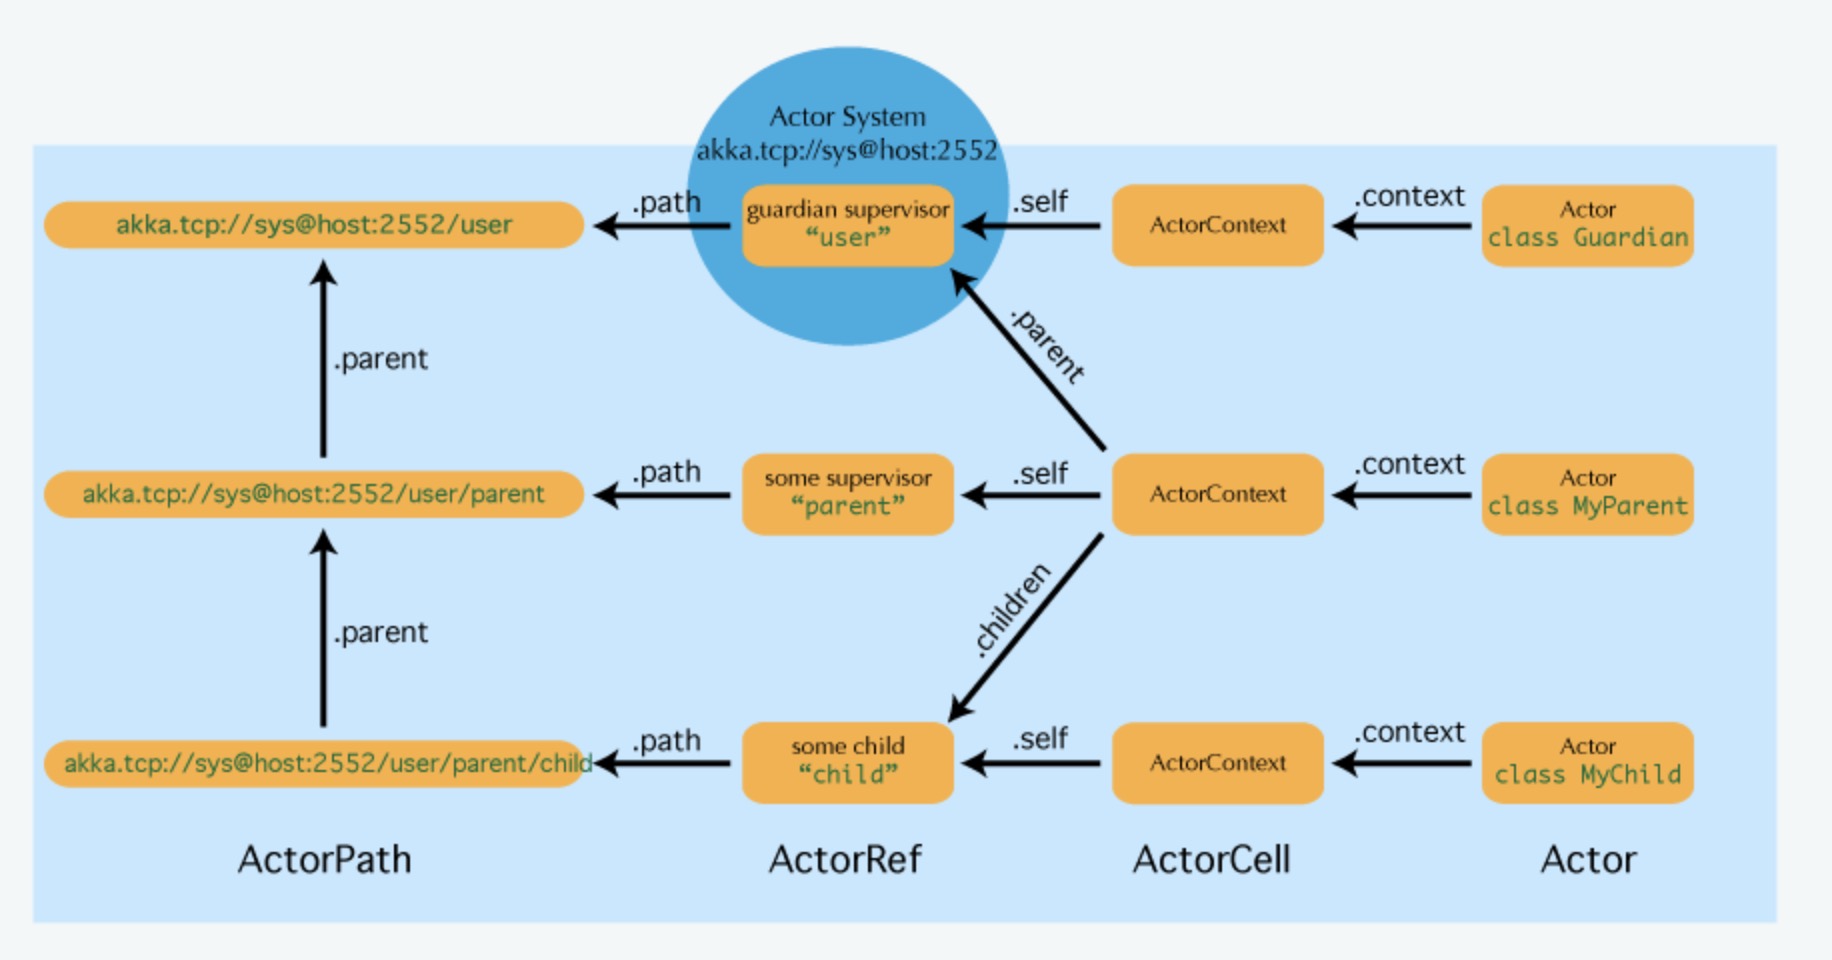 Actor System
akka.tcp://sys@host:2552
akka.tcp://sys@host:2552/user
.path
guardian supervisor
“user”
.self
ActorContext
.context
Actor
class Guardian
.parent
.parent
akka.tcp://sys@host:2552/user/parent
.path
some supervisor
“parent”
.self
ActorContext
.context
Actor
class MyParent
.parent
.children
akka.tcp://sys@host:2552/user/parent/child
.path
some child
“child”
.self
ActorContext
.context
Actor
class MyChild
ActorPath
ActorRef
ActorCell
Actor